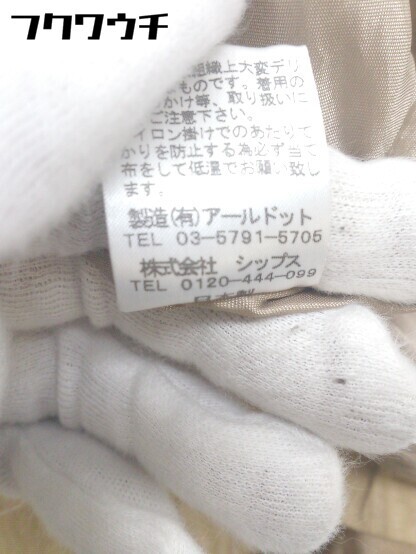 フクワウチ
組織上大変デリ
ものです。着用の
かけ等、取り扱いに
ご注意下さい。
イロン掛けでのあたりて
かりを防止する為必ず当て
布をして低温でお願い致し
ます。
製造(有)アールドット
TEL 03-5791-5705
株式会社 シップス
TEL 0120-444-099
日本製